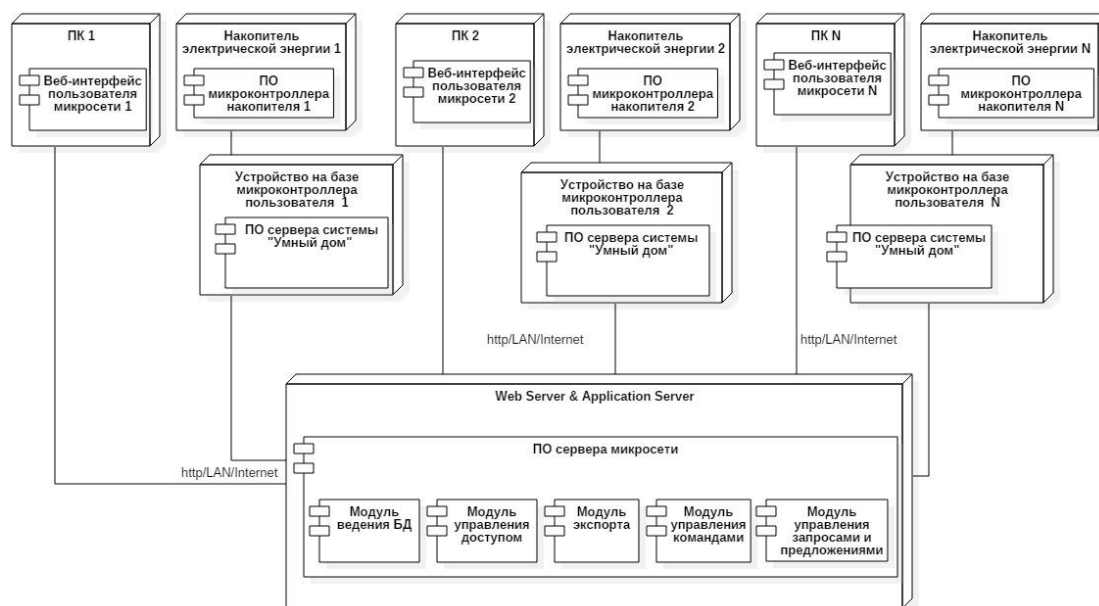 ПК 1
Веб-интерфейс
пользователя
микросети 1
Накопитель
электрической энергии 1
ПО
микроконтроллера
накопителя 1
ПК 2
Веб-интерфейс
пользователя
микросети 2
Накопитель
электрической энергии 2
ПО
микроконтроллера
накопителя 2
ПК N
Веб-интерфейс
пользователя
микросети N
Накопитель
электрической энергии N
ПО
микроконтроллера
накопителя N
Устройство на базе
микроконтроллера
пользователя 1
ПО сервера системы
"Умный дом"
Устройство на базе
микроконтроллера
пользователя 2
ПО сервера системы
"Умный дом"
Устройство на базе
микроконтроллера
пользователя N
ПО сервера системы
"Умный дом"
http/LAN/Internet
http/LAN/Internet
http/LAN/Internet
Web Server & Application Server
ПО сервера микросети
Модуль
ведения БД
Модуль
управления
доступом
Модуль
экспорта
Модуль
управления
командами
Модуль
управления
запросами и
предложениями